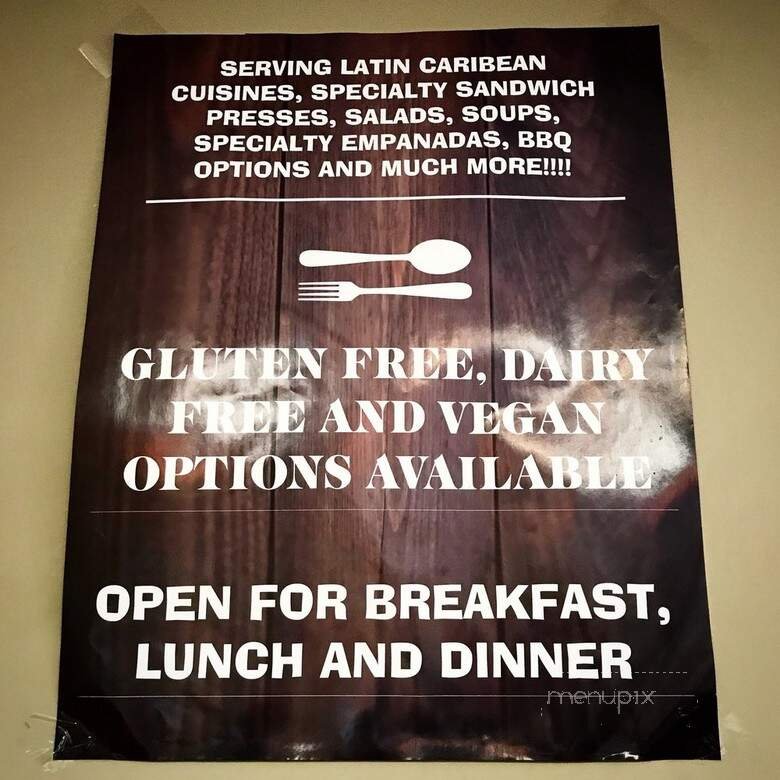 SERVING LATIN CARIBEAN
CUISINES, SPECIALTY SANDWICH
PRESSES, SALADS, SOUPS,
SPECIALTY EMPANADAS, BBQ
OPTIONS AND MUCH MORE!!!!
GLUTEN FREE, DAIRY
FREE AND VEGAN
OPTIONS AVAILABLE
OPEN FOR BREAKFAST,
LUNCH AND DINNER
menupix